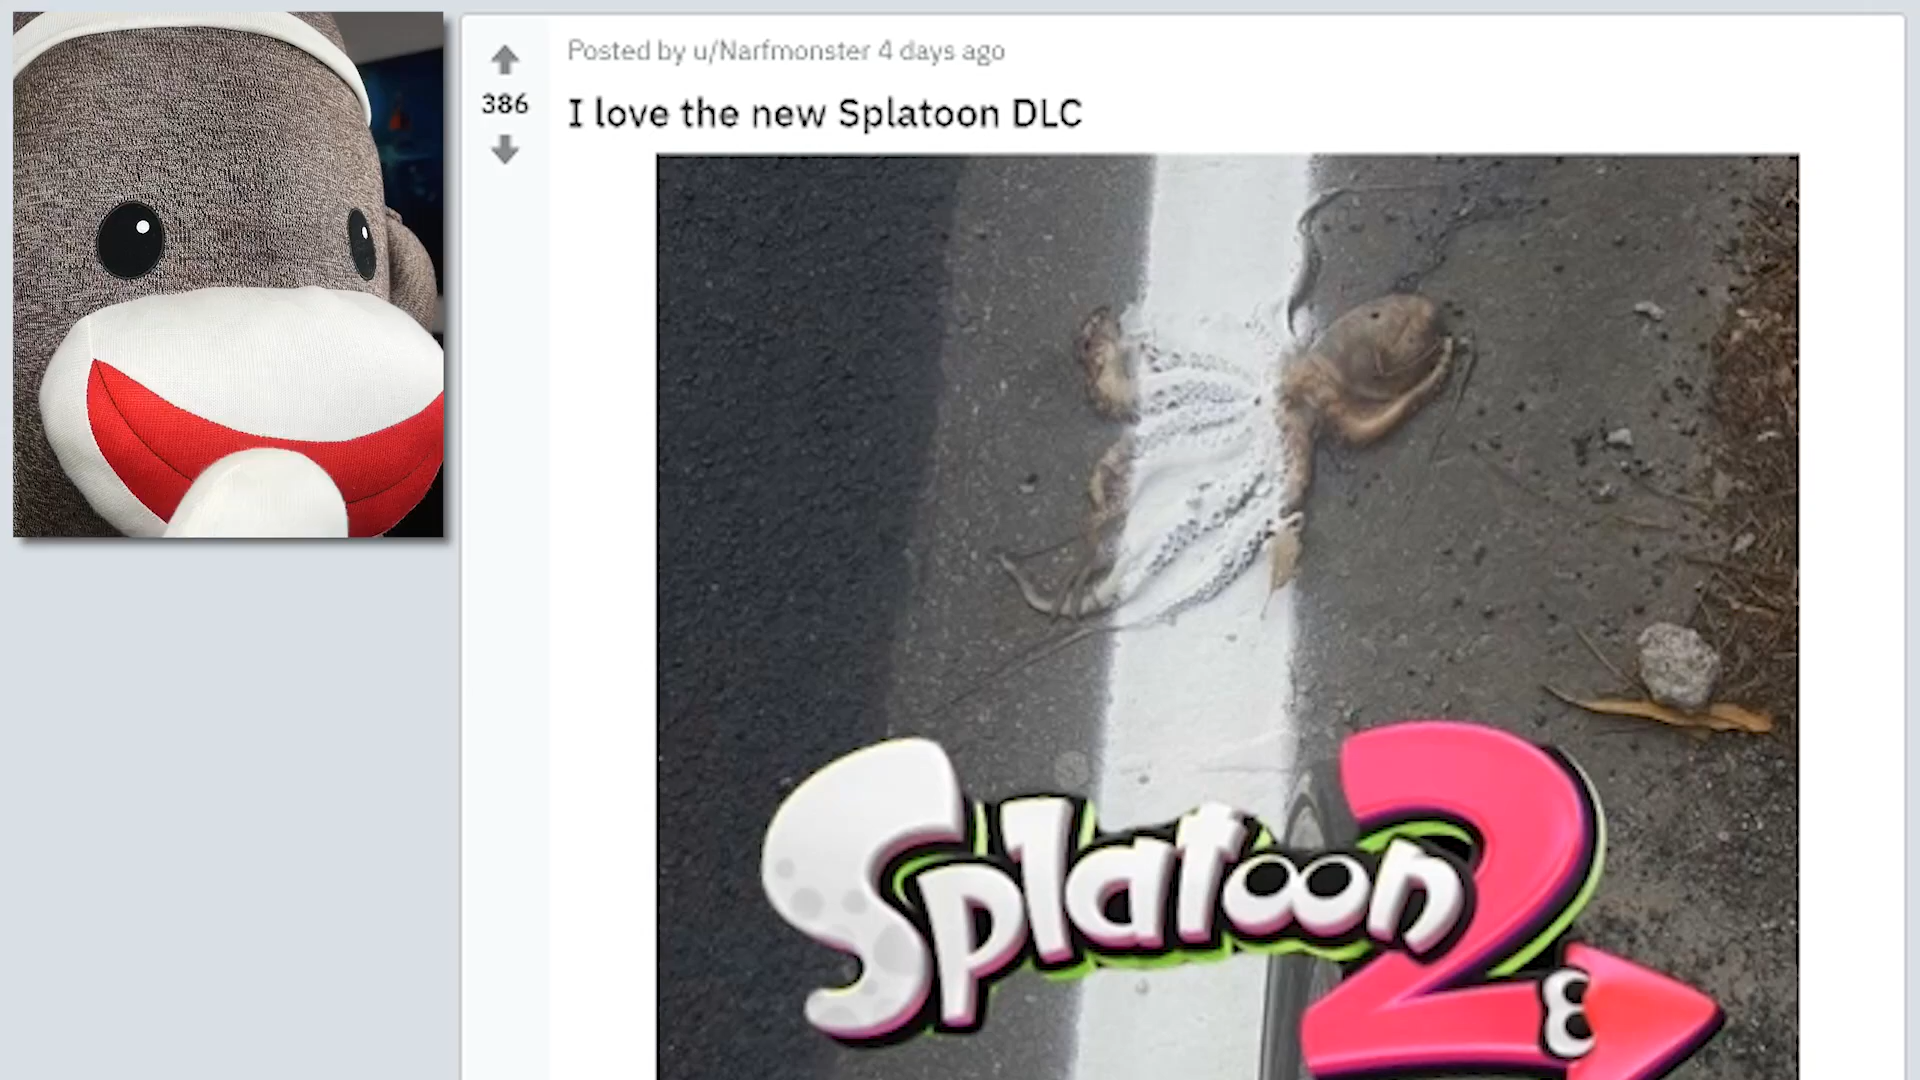 Posted by u/Narfmonster 4 days ago
386
I love the new Splatoon DLC
Splatoon 2